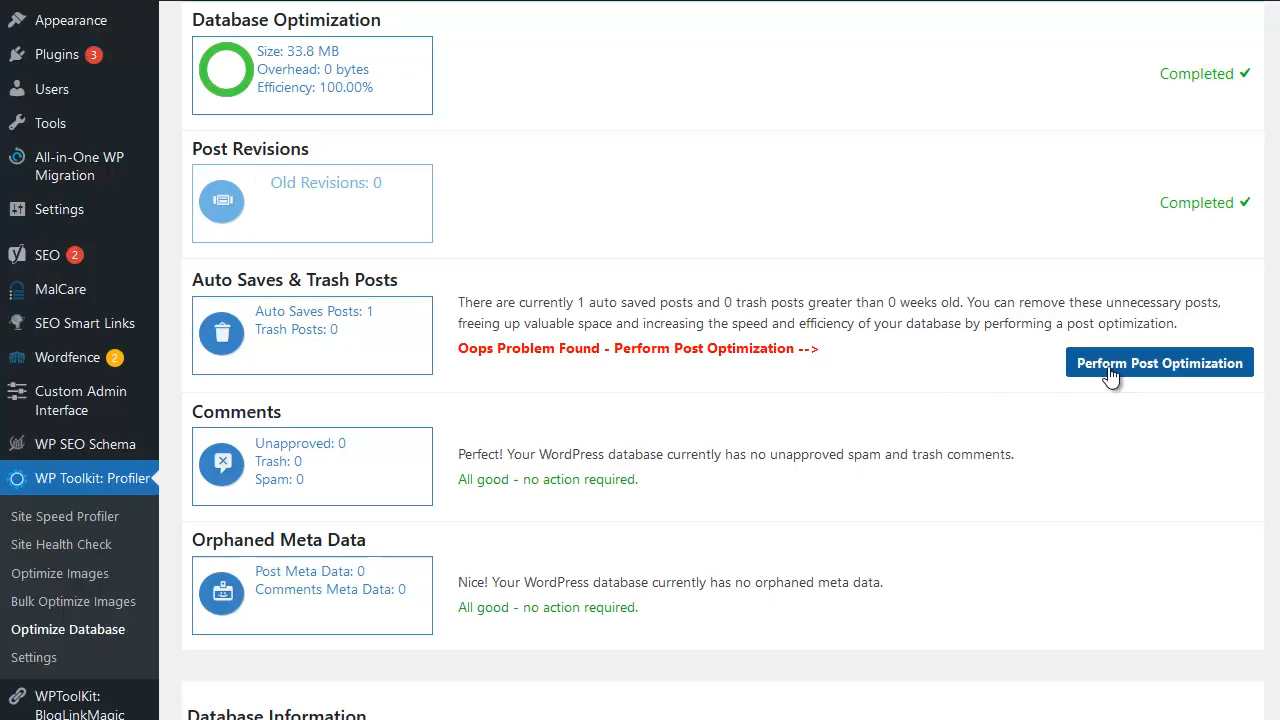 Appearance
Plugins 3
Users
Tools
All-in-One WP
Migration
Settings
SEO 2
MalCare
SEO Smart Links
Wordfence 2
Custom Admin
Interface
WP SEO Schema
WP Toolkit: Profiler
Site Speed Profiler
Site Health Check
Optimize Images
Bulk Optimize Images
Optimize Database
Settings
WPToolKit:
BlogLinkMagic
Database Optimization
Size: 33.8 MB
Overhead: 0 bytes
Efficiency: 100.00%
Completed ✔
Post Revisions
Old Revisions: 0
Completed ✔
Auto Saves & Trash Posts
Auto Saves Posts: 1
Trash Posts: 0
There are currently 1 auto saved posts and 0 trash posts greater than 0 weeks old. You can remove these unnecessary posts,
freeing up valuable space and increasing the speed and efficiency of your database by performing a post optimization.
Oops Problem Found - Perform Post Optimization -->
Perform Post Optimization
Comments
Unapproved: 0
Trash: 0
Spam: 0
Perfect! Your WordPress database currently has no unapproved spam and trash comments.
All good - no action required.
Orphaned Meta Data
Post Meta Data: 0
Comments Meta Data: 0
Nice! Your WordPress database currently has no orphaned meta data.
All good - no action required.
Database Information